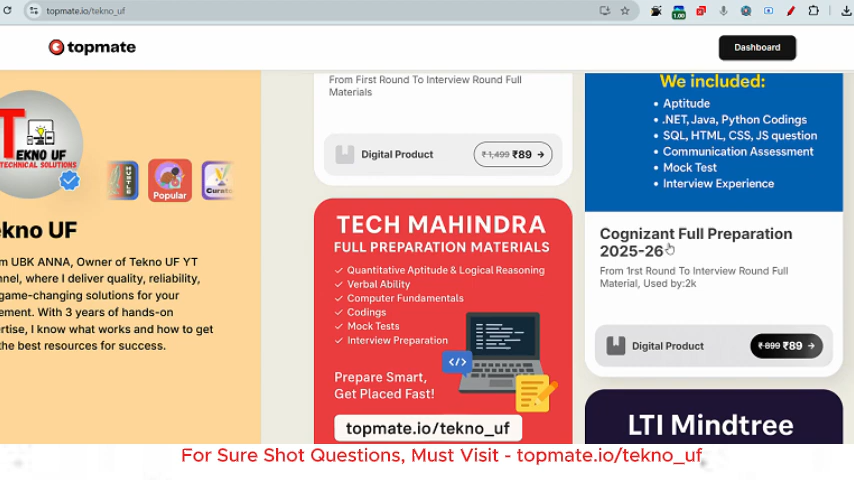 topmate.io/tekno_uf
1.00
topmate
Dashboard
T
EKNO UF
TECHNICAL SOLUTIONS
HUSTLE
Popular
Curato
ekno UF
m UBK ANNA, Owner of Tekno UF YT
nnel, where I deliver quality, reliability,
game-changing solutions for your
ement. With 3 years of hands-on
ertise, I know what works and how to get
the best resources for success.
From First Round To Interview Round Full
Materials
Digital Product
₹1,499 ₹89 →
TECH MAHINDRA
FULL PREPARATION MATERIALS
✓ Quantitative Aptitude & Logical Reasoning
✓ Verbal Ability
✓ Computer Fundamentals
✓ Codings
✓ Mock Tests
✓ Interview Preparation
</>
Prepare Smart,
Get Placed Fast!
topmate.io/tekno_uf
We included:
• Aptitude
• .NET, Java, Python Codings
• SQL, HTML, CSS, JS question
• Communication Assessment
• Mock Test
• Interview Experience
Cognizant Full Preparation
2025-26
From 1rst Round To Interview Round Full
Material, Used by:2k
Digital Product
₹899 ₹89 →
LTI Mindtree
For Sure Shot Questions, Must Visit - topmate.io/tekno_uf